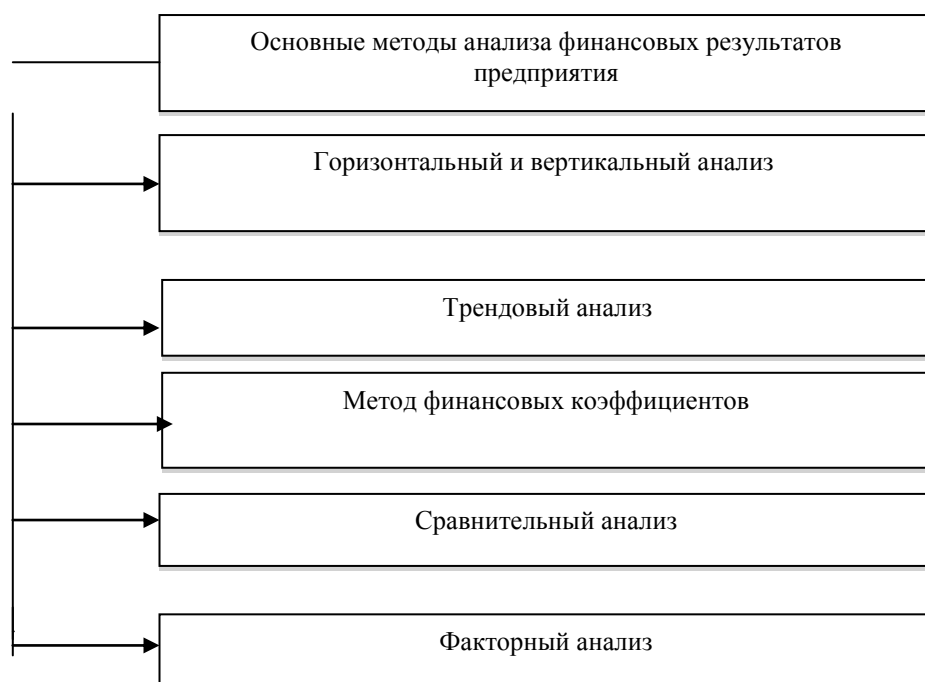 Основные методы анализа финансовых результатов
предприятия
Горизонтальный и вертикальный анализ
Трендовый анализ
Метод финансовых коэффициентов
Сравнительный анализ
Факторный анализ